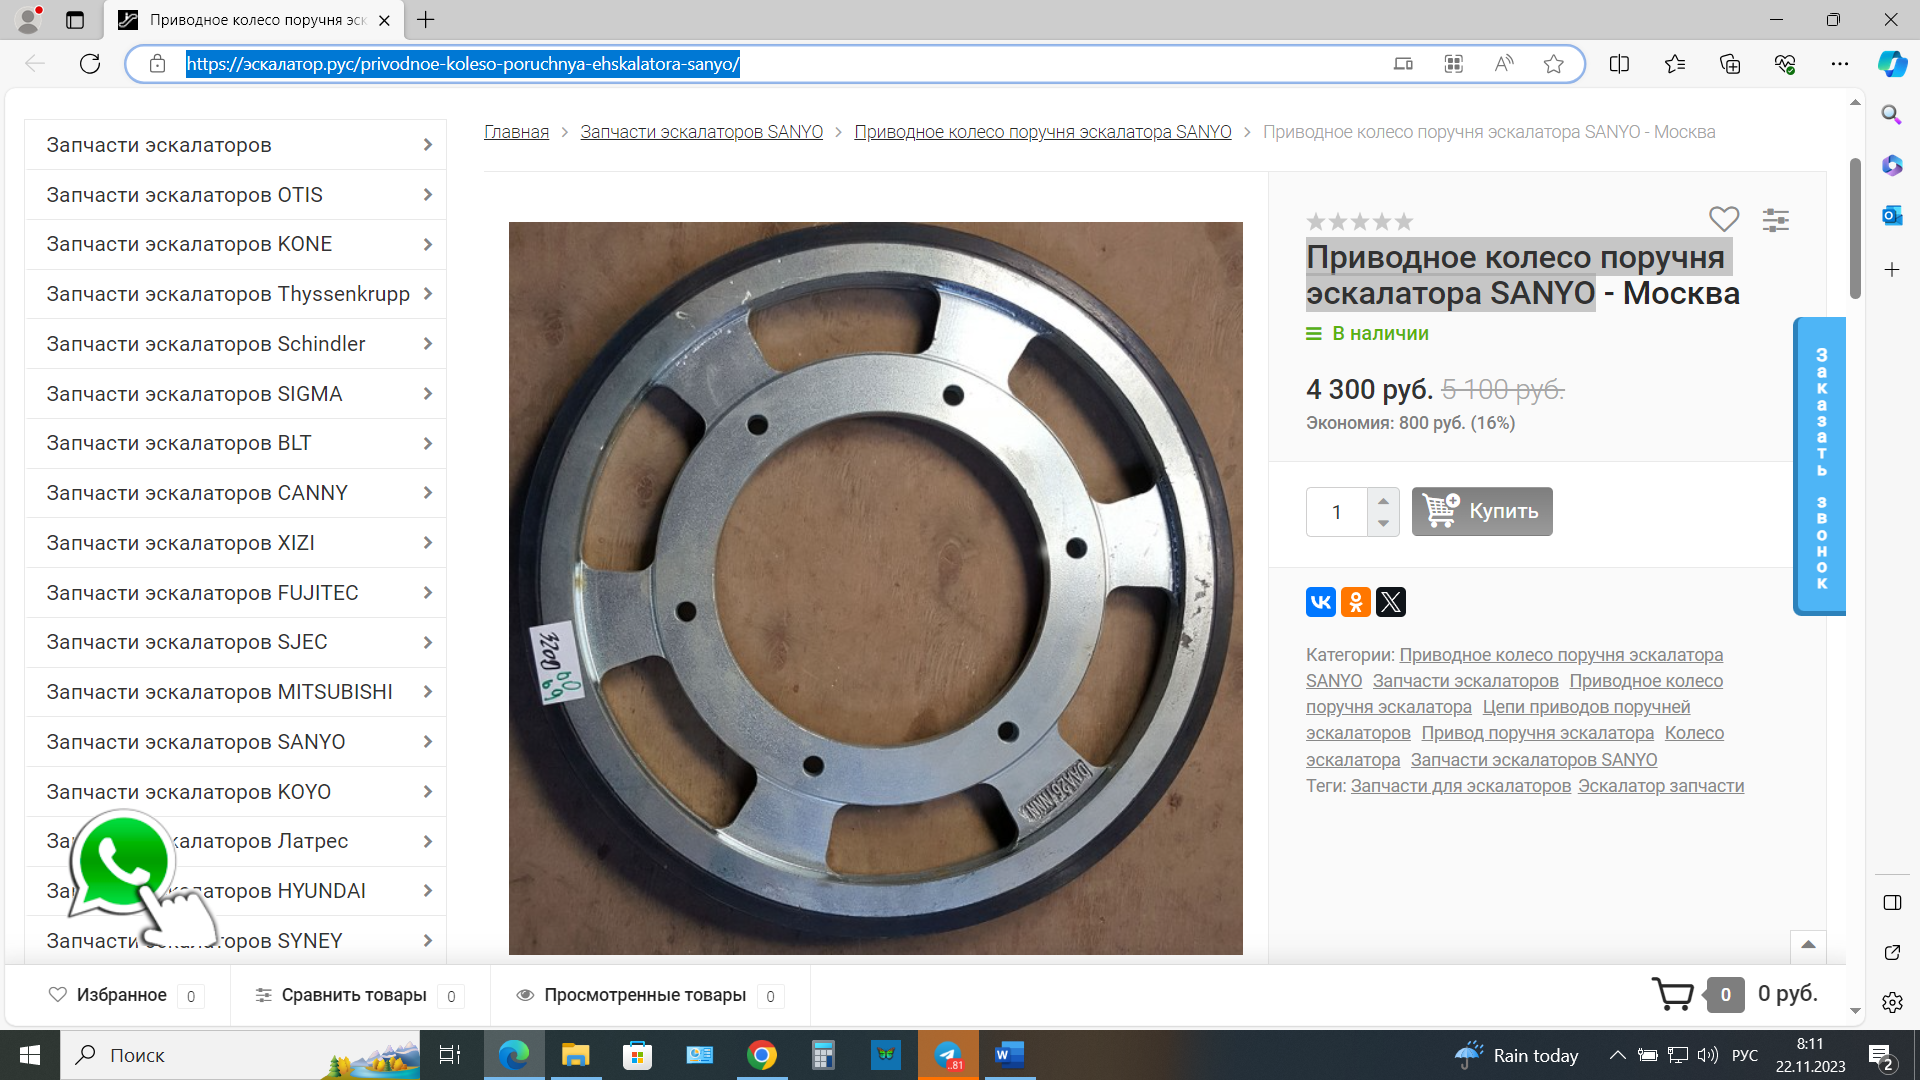 Приводное колесо поручня эск
https://эскалатор.рус/privodnoe-koleso-poruchnya-ehskalatora-sanyo/
Главная > Запчасти эскалаторов SANYO > Приводное колесо поручня эскалатора SANYO > Приводное колесо поручня эскалатора SANYO - Москва
Запчасти эскалаторов
Запчасти эскалаторов OTIS
Запчасти эскалаторов KONE
Запчасти эскалаторов Thyssenkrupp
Запчасти эскалаторов Schindler
Запчасти эскалаторов SIGMA
Запчасти эскалаторов BLT
Запчасти эскалаторов CANNY
Запчасти эскалаторов XIZI
Запчасти эскалаторов FUJITEC
Запчасти эскалаторов SJEC
Запчасти эскалаторов MITSUBISHI
Запчасти эскалаторов SANYO
Запчасти эскалаторов KOYO
За калаторов Латрес
За калаторов HYUNDAI
Запчасти торов SYNEY
3200
Приводное колесо поручня
эскалатора SANYO - Москва
В наличии
4 300 руб. 5 100 руб.
Экономия: 800 руб. (16%)
1
Купить
Категории: Приводное колесо поручня эскалатора
SANYO Запчасти эскалаторов Приводное колесо
поручня эскалатора Цепи приводов поручней
эскалаторов Привод поручня эскалатора Колесо
эскалатора Запчасти эскалаторов SANYO
Теги: Запчасти для эскалаторов Эскалатор запчасти
Заказать звонок
Избранное 0
Сравнить товары 0
Просмотренные товары 0
0 0 руб.
Поиск
..81
Rain today
РУС
8:11
22.11.2023
2